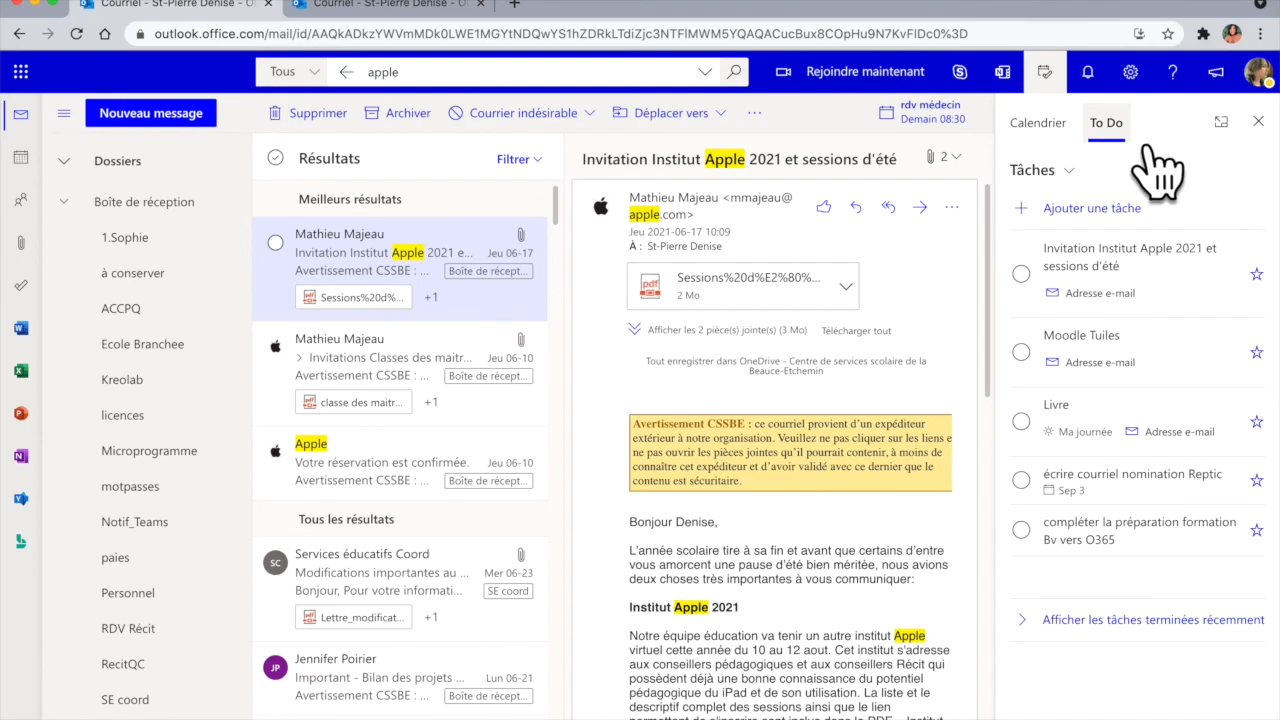 Courriel - St-Pierre Denise - Ou
Courriel - St-Pierre Denise - O
outlook.office.com/mail/id/AAQkADkzYWVmMDk0LWE1MGYtNDQwYS1hZDRkLTdiZjc3NTFlMWM5YQAQACucBux8COpHu9N7KvFIDc0%3D
Tous
apple
Rejoindre maintenant
Nouveau message
Supprimer
Archiver
Courrier indésirable
Déplacer vers
rdv médecin
Demain 08:30
Dossiers
Boîte de réception
1.Sophie
à conserver
ACCPQ
Ecole Branchee
Kreolab
licences
Microprogramme
motpasses
Notif_Teams
paies
Personnel
RDV Récit
RecitQC
SE coord
Résultats
Filtrer
Meilleurs résultats
Mathieu Majeau
Invitation Institut Apple 2021 e... Jeu 06-17
Avertissement CSSBE : ... Boîte de récept...
Sessions%20d%... +1
Mathieu Majeau
> Invitations Classes des maitr... Jeu 06-10
Avertissement CSSBE : ... Boîte de récept...
classe des maitr... +1
Apple
Votre réservation est confirmée. Jeu 06-10
Avertissement CSSBE : ... Boîte de récept...
Tous les résultats
SC
Services éducatifs Coord
Modifications importantes au ... Mer 06-23
Bonjour, Pour votre informati... SE coord
Lettre_modificat... +1
JP
Jennifer Poirier
Important - Bilan des projets ... Lun 06-21
Avertissement CSSBE : ... Boîte de récept...
Invitation Institut Apple 2021 et sessions d'été
2
Mathieu Majeau <mmajeau@
apple.com>
Jeu 2021-06-17 10:09
À : St-Pierre Denise
Sessions%20d%E2%80%...
2 Mo
Afficher les 2 pièce(s) jointe(s) (3 Mo) Télécharger tout
Tout enregistrer dans OneDrive - Centre de services scolaire de la
Beauce-Etchemin
Avertissement CSSBE : ce courriel provient d'un expéditeur
extérieur à notre organisation. Veuillez ne pas cliquer sur les liens e
ne pas ouvrir les pièces jointes qu'il pourrait contenir, à moins de
connaître cet expéditeur et d'avoir validé avec ce dernier que le
contenu est sécuritaire.
Bonjour Denise,
L'année scolaire tire à sa fin et avant que certains d'entre
vous amorcent une pause d'été bien méritée, nous avions
deux choses très importantes à vous communiquer:
Institut Apple 2021
Notre équipe éducation va tenir un autre institut Apple
virtuel cette année du 10 au 12 aout. Cet institut s'adresse
aux conseillers pédagogiques et aux conseillers Récit qui
possèdent déjà une bonne connaissance du potentiel
pédagogique du iPad et de son utilisation. La liste et le
descriptif complet des sessions ainsi que le lien
permettant de s'inscrire sont inclus dans le PDF « Institut
Calendrier
To Do
Tâches
Ajouter une tâche
Invitation Institut Apple 2021 et
sessions d'été
Adresse e-mail
Moodle Tuiles
Adresse e-mail
Livre
Ma journée Adresse e-mail
écrire courriel nomination Reptic
Sep 3
compléter la préparation formation
Bv vers O365
Afficher les tâches terminées récemment